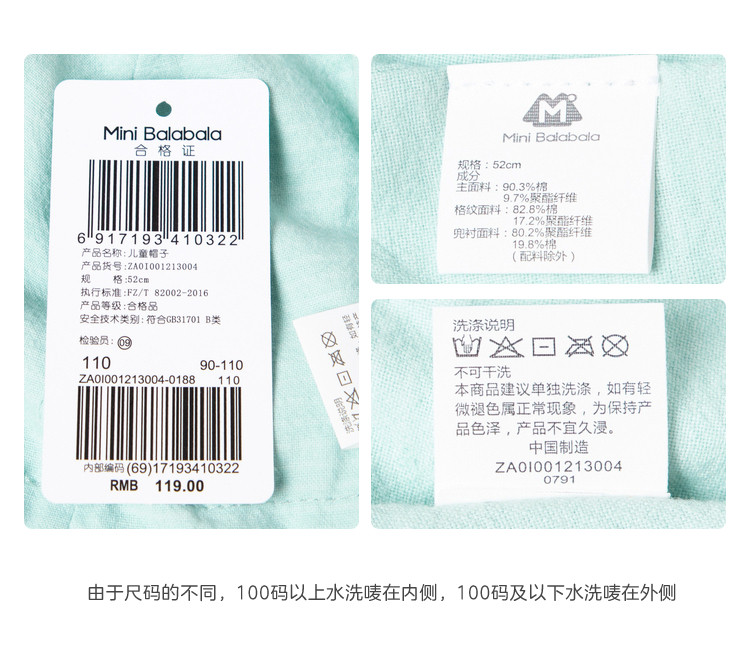 Mini Balabala
合格证
6 917193 410322
产品名称: 儿童帽子
产品货号: ZA0I001213004
规 格: 52cm
执行标准: FZ/T 82002-2016
产品等级: 合格品
安全技术类别: 符合GB31701 B类
检验员: 09
110 90-110
ZA0I001213004-0188 110
内部编码 (69)17193410322
RMB 119.00
洗涤说明
M
Mini Balabala
规格：52cm
成分
主面料：90.3%棉
9.7%聚酯纤维
格纹面料：82.8%棉
17.2%聚酯纤维
兜衬面料：80.2%聚酯纤维
19.8%棉
(配料除外)
洗涤说明
不可干洗
本商品建议单独洗涤，如有轻
微褪色属正常现象，为保持产
品色泽，产品不宜久浸。
中国制造
ZA0I001213004
0791
由于尺码的不同，100码以上水洗唛在内侧，100码及以下水洗唛在外侧